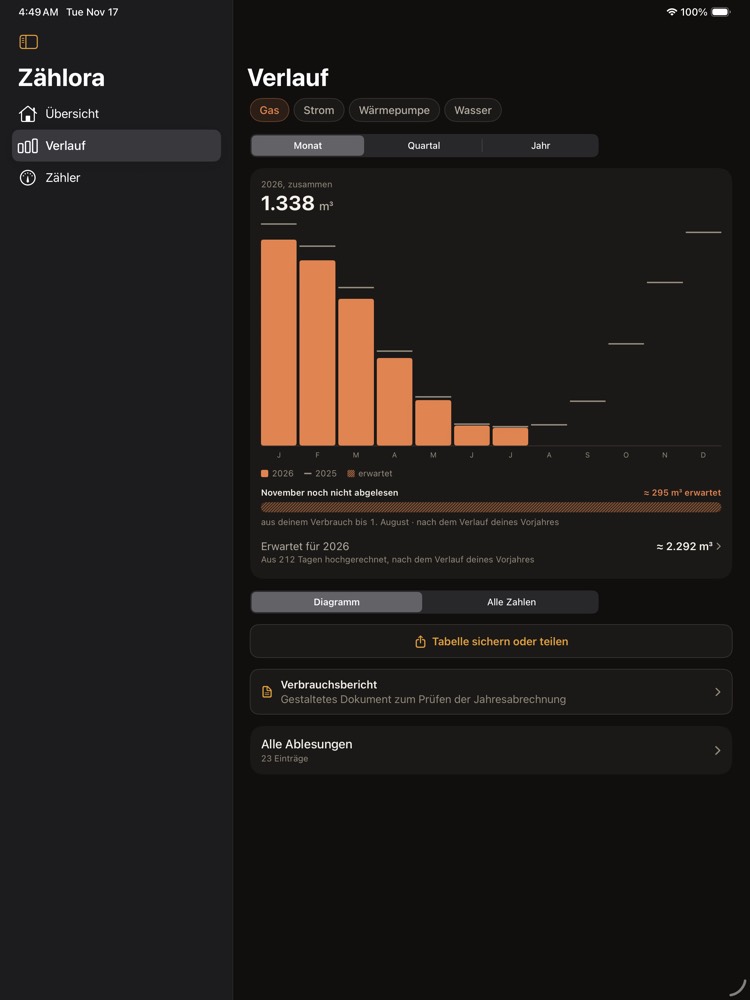 4:49 AM Tue Nov 17
100%
Zählora
Übersicht
Verlauf
Zähler
Verlauf
Gas Strom Wärmepumpe Wasser
Monat Quartal Jahr
2026, zusammen
1.338 m³
J F M A M J J A S O N D
2026 2025 erwartet
November noch nicht abgelesen ≈ 295 m³ erwartet
aus deinem Verbrauch bis 1. August · nach dem Verlauf deines Vorjahres
Erwartet für 2026 ≈ 2.292 m³
Aus 212 Tagen hochgerechnet, nach dem Verlauf deines Vorjahres
Diagramm Alle Zahlen
Tabelle sichern oder teilen
Verbrauchsbericht
Gestaltetes Dokument zum Prüfen der Jahresabrechnung
Alle Ablesungen
23 Einträge